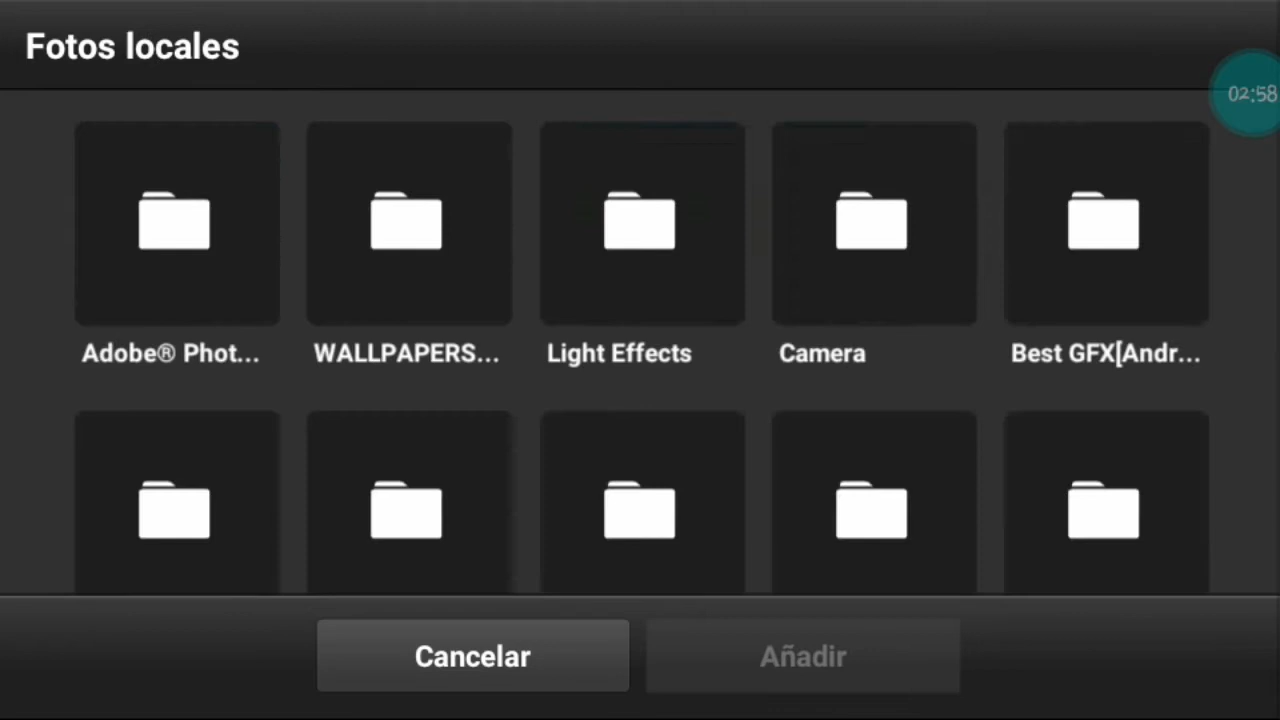 Fotos locales
02:58
Adobe® Phot...
WALLPAPERS...
Light Effects
Camera
Best GFX[Andr...
Cancelar
Añadir